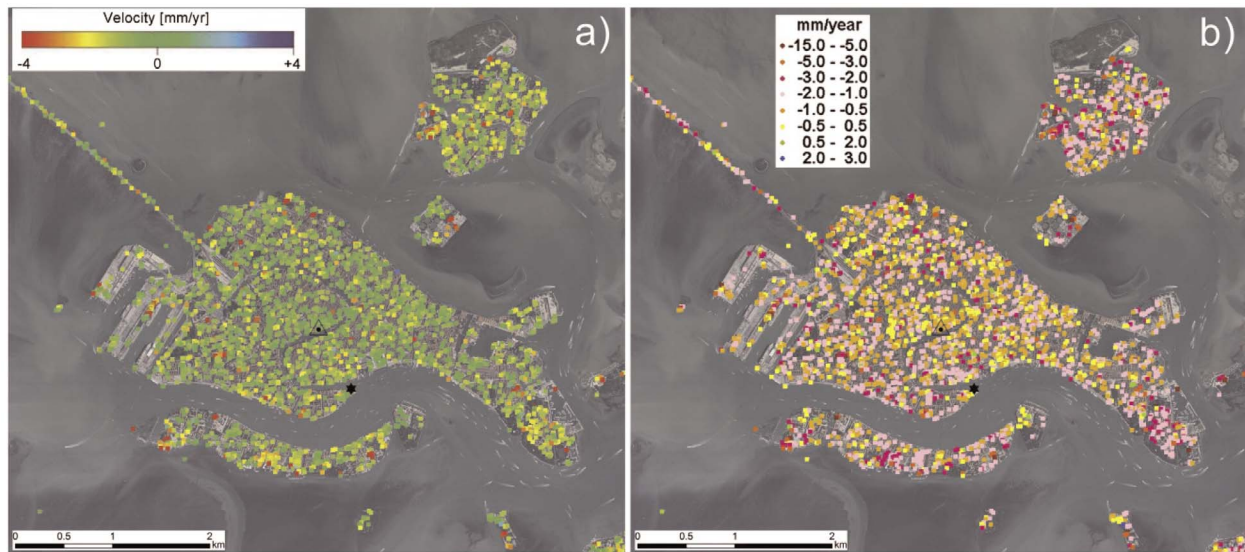 Velocity [mm/yr]
-4 0 +4
a)
0 0.5 1 2
km
mm/year
-15.0 - -5.0
-5.0 - -3.0
-3.0 - -2.0
-2.0 - -1.0
-1.0 - -0.5
-0.5 - 0.5
0.5 - 2.0
2.0 - 3.0
b)
0 0.5 1 2
km